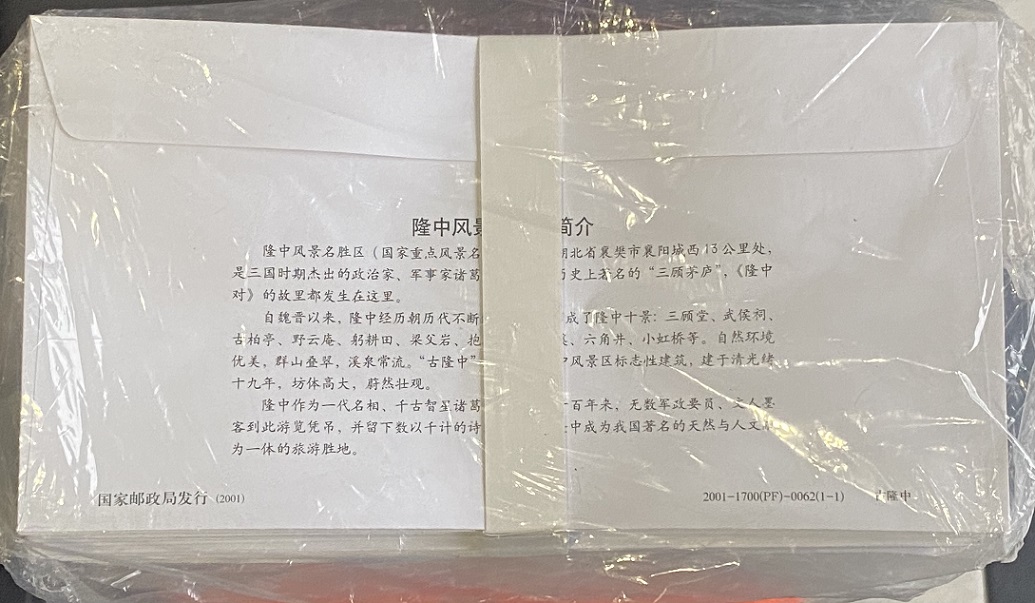 隆中风景 简介
隆中风景名胜区（国家重点风景名 湖北省襄樊市襄阳城西13公里处，
是三国时期杰出的政治家、军事家诸葛 历史上著名的“三顾茅庐”，《隆中
对》的故里都发生在这里。
自魏晋以来，隆中经历朝历代不断 成了隆中十景：三顾堂、武侯祠、
古柏亭、野云庵、躬耕田、梁父岩、抱 、六角井、小虹桥等。自然环境
优美，群山叠翠，溪泉常流。“古隆中” 中风景区标志性建筑，建于清光绪
十九年，坊体高大，蔚然壮观。
隆中作为一代名相、千古智星诸葛 百年来，无数军政要员、文人墨
客到此游览凭吊，并留下数以千计的诗 中成为我国著名的天然与人文
为一体的旅游胜地。
国家邮政局发行 (2001) 2001-1700(PF)-0062(1-1) 古隆中